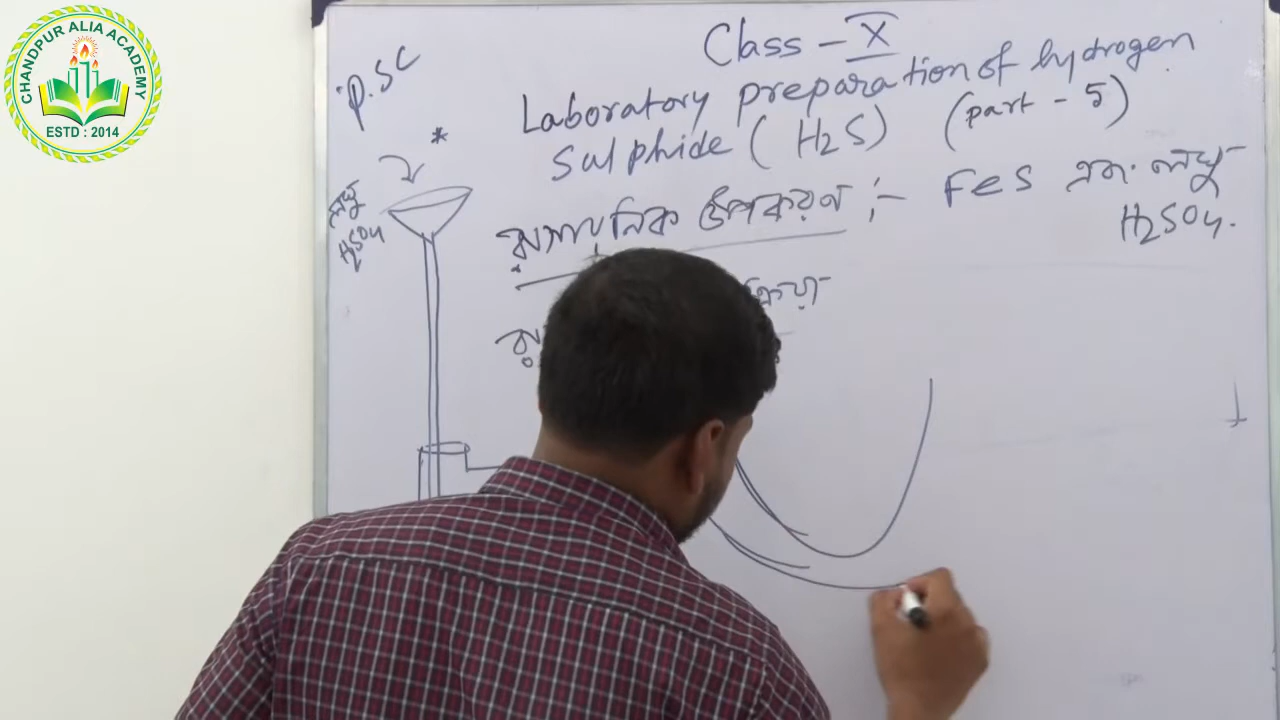 CHANDPUR ALIA ACADEMY
ESTD : 2014
P.S.C
Class - X
Laboratory preparation of hydrogen
Sulphide (H2S) (part - 5)
রাসায়নিক উপকরণ :- FeS এবং লঘু
H2SO4.
লঘু
H2SO4